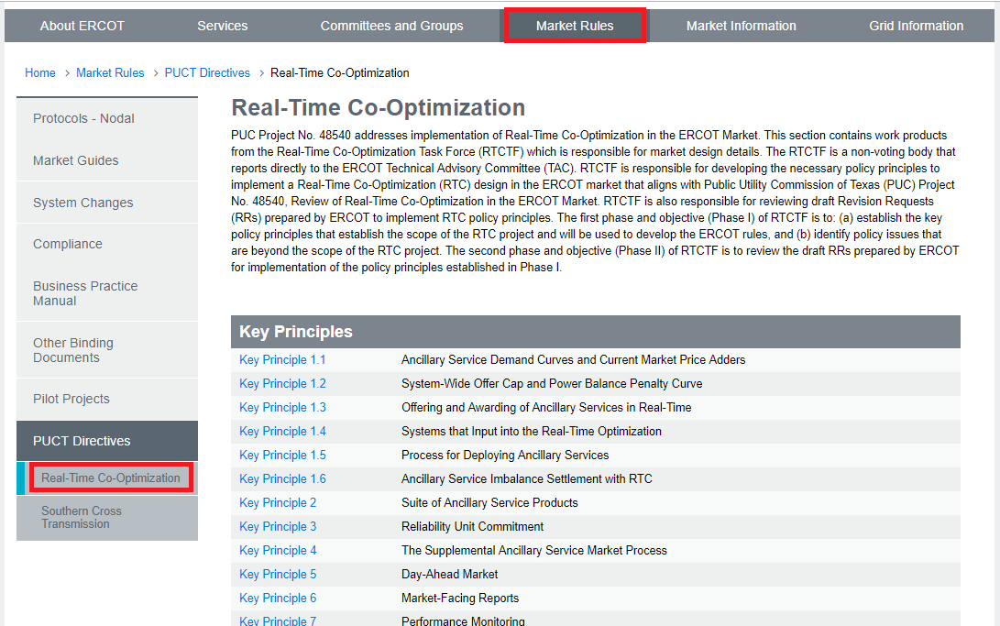 About ERCOT Services Committees and Groups Market Rules Market Information Grid Information
Home > Market Rules > PUCT Directives > Real-Time Co-Optimization
Protocols - Nodal
Market Guides
System Changes
Compliance
Business Practice
Manual
Other Binding
Documents
Pilot Projects
PUCT Directives
Real-Time Co-Optimization
Southern Cross
Transmission
Real-Time Co-Optimization
PUC Project No. 48540 addresses implementation of Real-Time Co-Optimization in the ERCOT Market. This section contains work products
from the Real-Time Co-Optimization Task Force (RTCTF) which is responsible for market design details. The RTCTF is a non-voting body that
reports directly to the ERCOT Technical Advisory Committee (TAC). RTCTF is responsible for developing the necessary policy principles to
implement a Real-Time Co-Optimization (RTC) design in the ERCOT market that aligns with Public Utility Commission of Texas (PUC) Project
No. 48540, Review of Real-Time Co-Optimization in the ERCOT Market. RTCTF is also responsible for reviewing draft Revision Requests
(RRs) prepared by ERCOT to implement RTC policy principles. The first phase and objective (Phase I) of RTCTF is to: (a) establish the key
policy principles that establish the scope of the RTC project and will be used to develop the ERCOT rules, and (b) identify policy issues that
are beyond the scope of the RTC project. The second phase and objective (Phase II) of RTCTF is to review the draft RRs prepared by ERCOT
for implementation of the policy principles established in Phase I.
Key Principles
Key Principle 1.1 Ancillary Service Demand Curves and Current Market Price Adders
Key Principle 1.2 System-Wide Offer Cap and Power Balance Penalty Curve
Key Principle 1.3 Offering and Awarding of Ancillary Services in Real-Time
Key Principle 1.4 Systems that Input into the Real-Time Optimization
Key Principle 1.5 Process for Deploying Ancillary Services
Key Principle 1.6 Ancillary Service Imbalance Settlement with RTC
Key Principle 2 Suite of Ancillary Service Products
Key Principle 3 Reliability Unit Commitment
Key Principle 4 The Supplemental Ancillary Service Market Process
Key Principle 5 Day-Ahead Market
Key Principle 6 Market-Facing Reports
Key Principle 7 Performance Monitoring